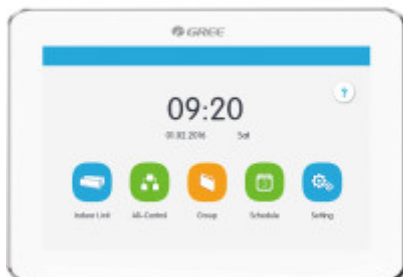 GREE
?
09:20
01.02.2016 Sat
Indoor Unit All-Control Group Schedule Setting